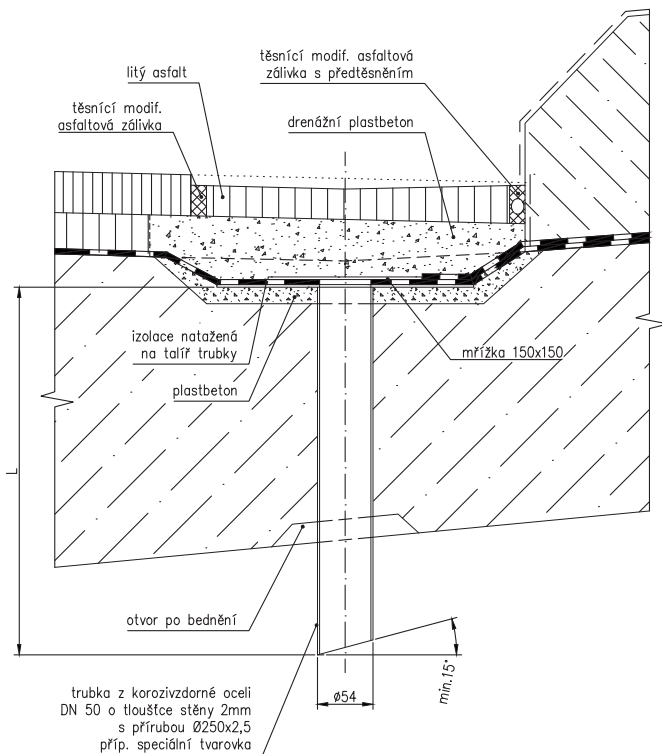 těsnící modif. asfaltová
zálivka s předtěsněním
litý asfalt
těsnící modif.
asfaltová zálivka
drenážní plastbeton
izolace natažená
na talíř trubky
mřížka 150x150
plastbeton
L
otvor po bednění
ø54
min.15°
trubka z korozivzdorné oceli
DN 50 o tloušťce stěny 2mm
s přírubou Ø250x2,5
příp. speciální tvarovka